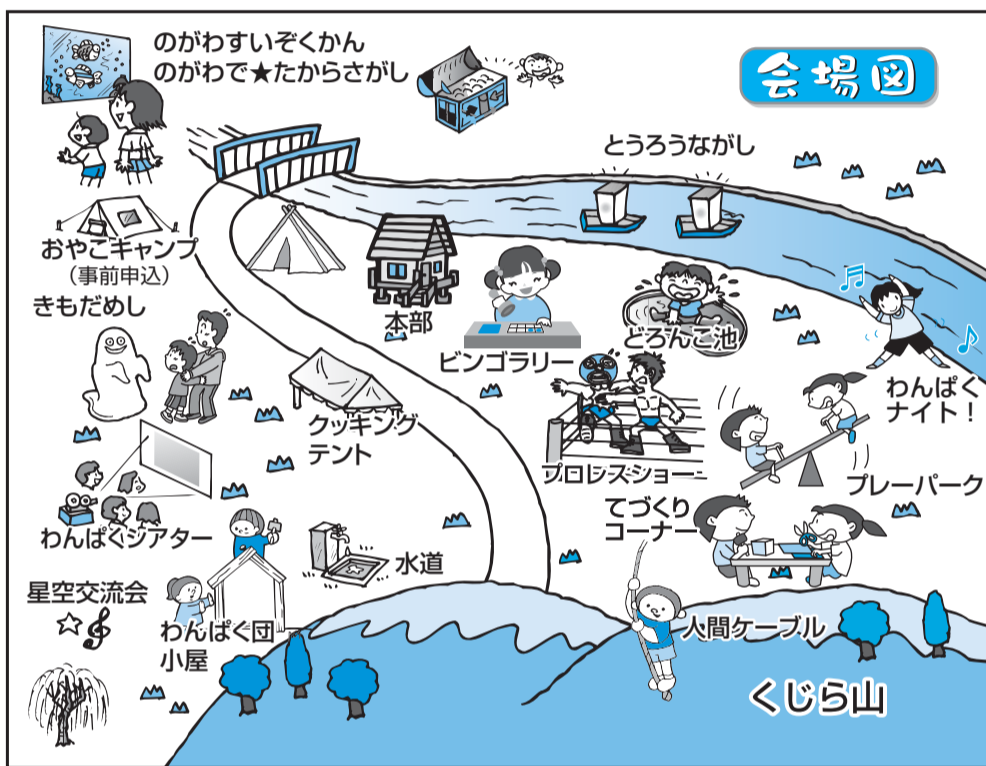 のがわすいぞくかん
のがわで★たからさがし
会場図
とうろうながし
おやこキャンプ
(事前申込)
きもだめし
本部
ビンゴラリー
どろんこ池
わんぱく
ナイト!
クッキング
テント
プロレスショー
プレーパーク
わんぱくシアター
てづくり
コーナー
水道
星空交流会
わんぱく団
小屋
人間ケーブル
くじら山